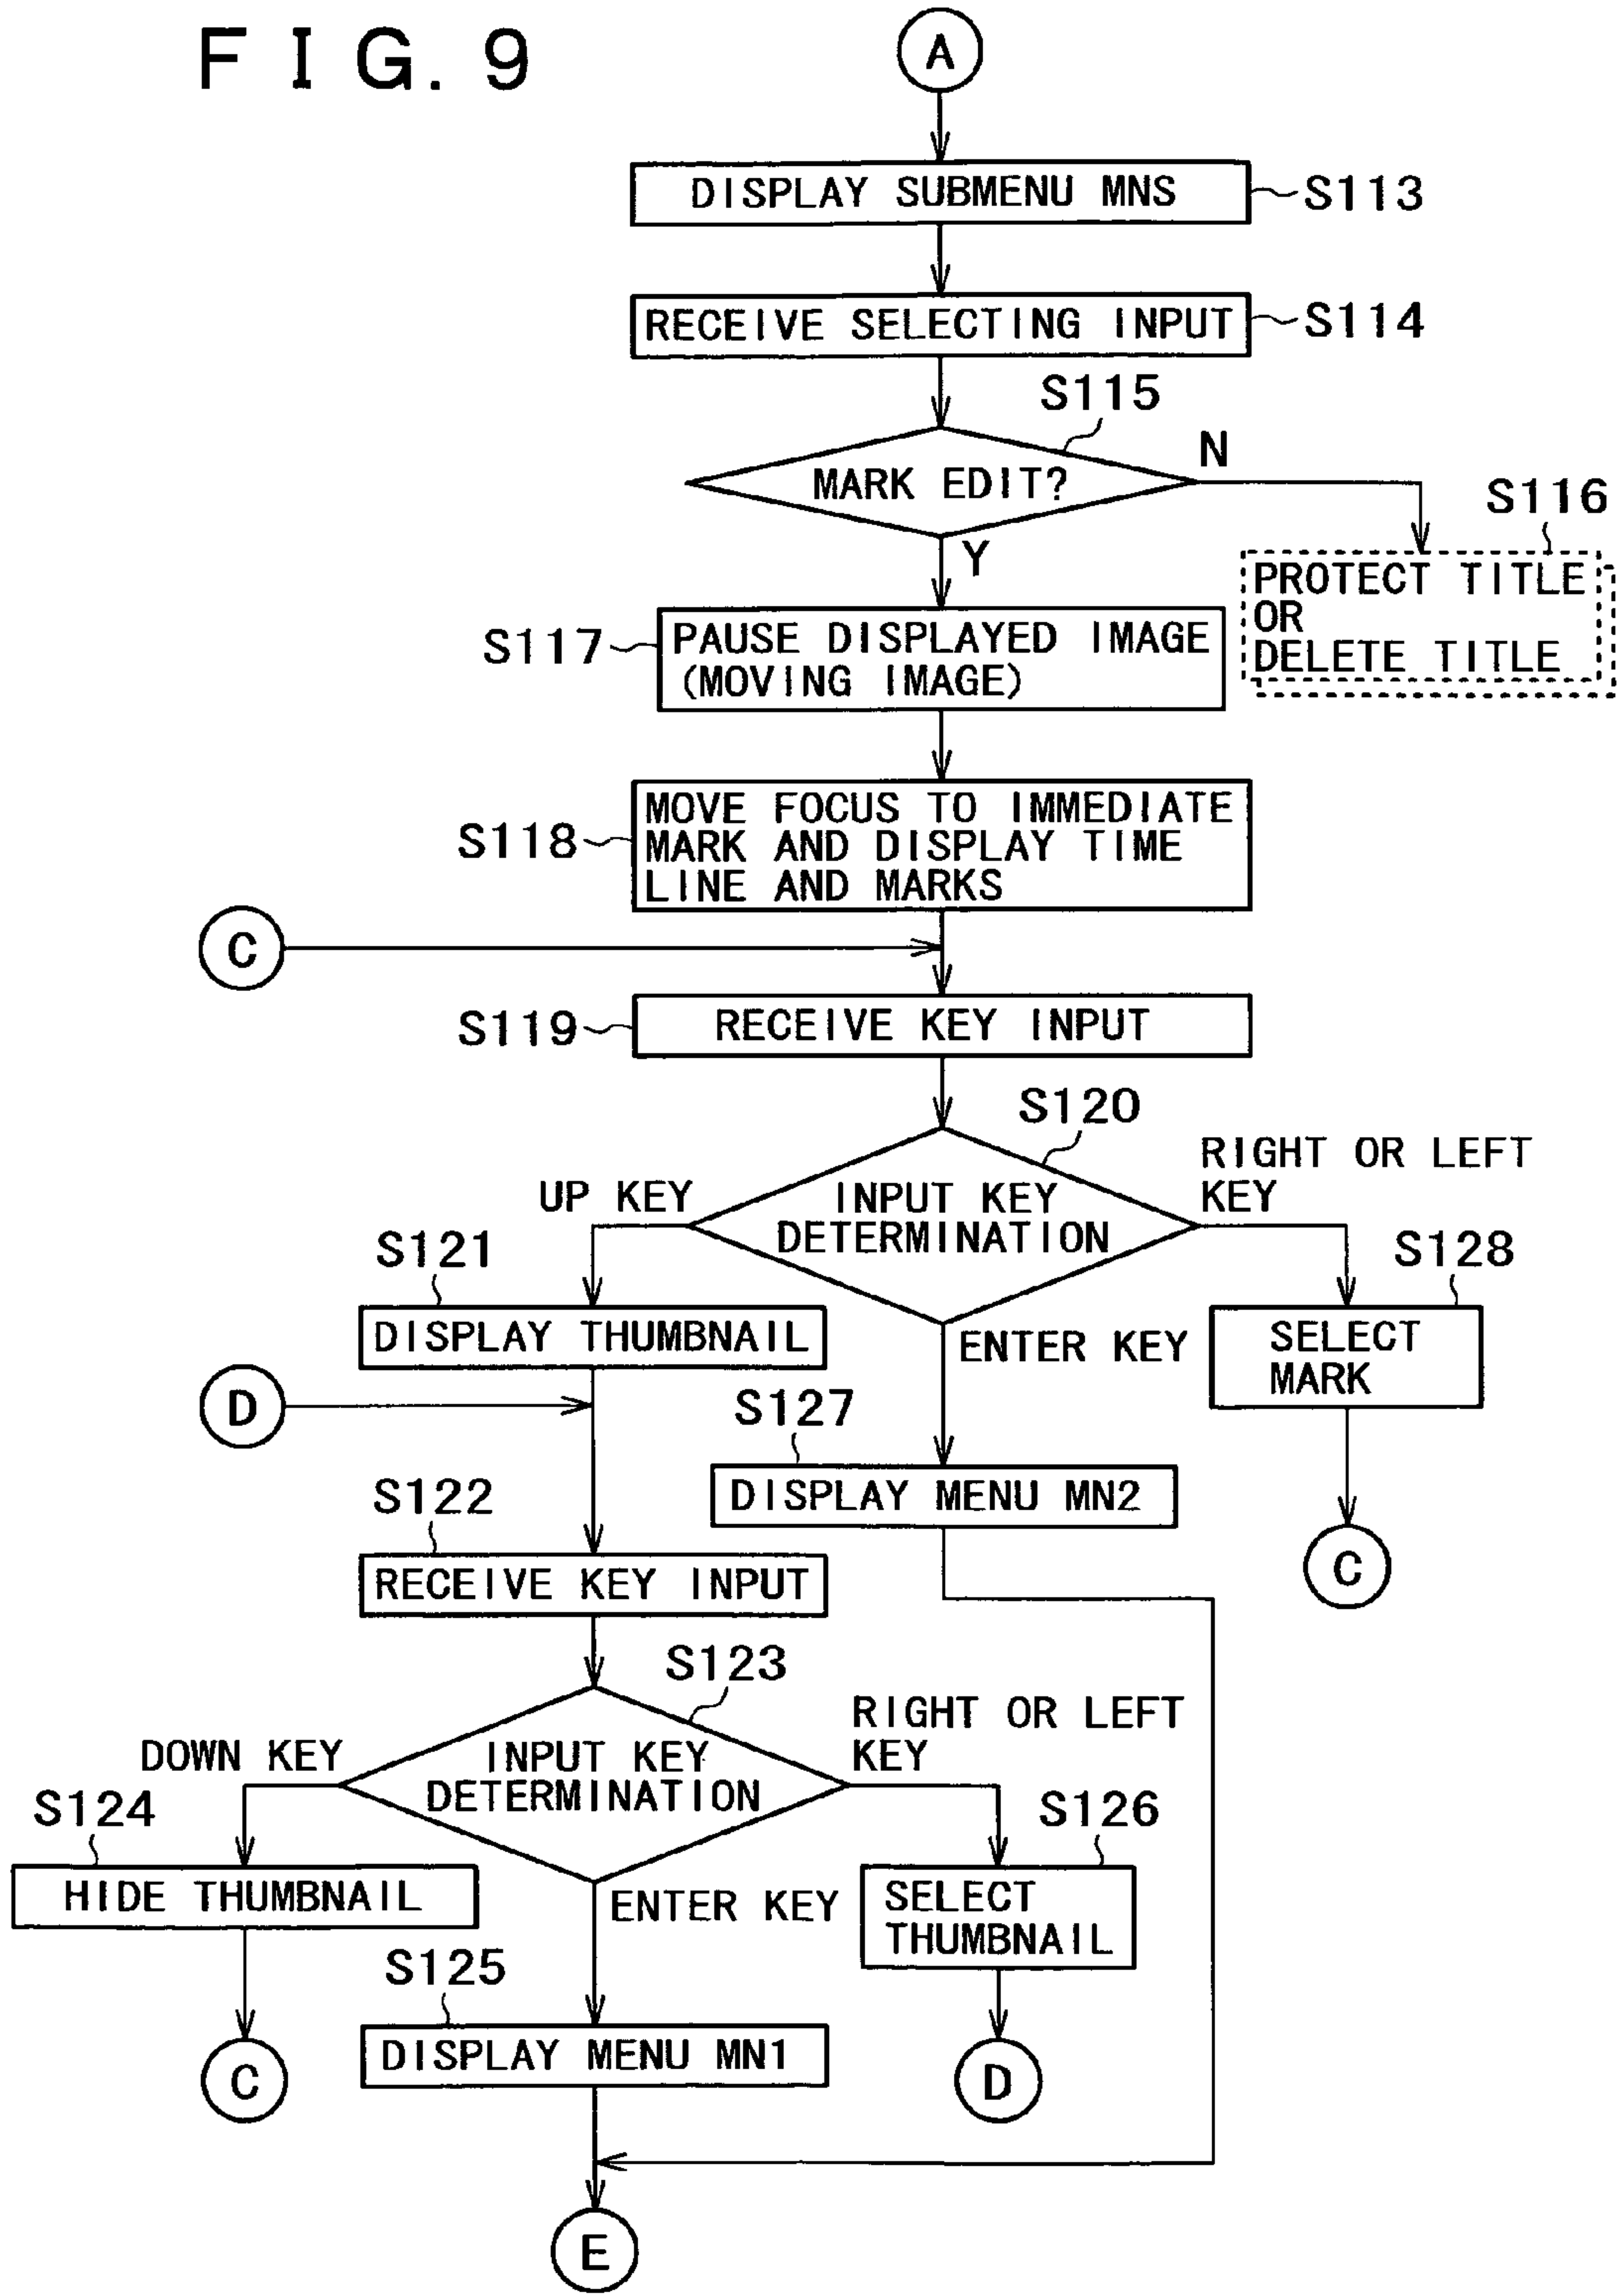 FIG. 9
A
DISPLAY SUBMENU MNS
S113
RECEIVE SELECTING INPUT
S114
S115
MARK EDIT?
N
Y
S116
PROTECT TITLE
OR
DELETE TITLE
S117
PAUSE DISPLAYED IMAGE
(MOVING IMAGE)
S118
MOVE FOCUS TO IMMEDIATE
MARK AND DISPLAY TIME
LINE AND MARKS
C
S119
RECEIVE KEY INPUT
S120
INPUT KEY
DETERMINATION
UP KEY
RIGHT OR LEFT
KEY
S121
DISPLAY THUMBNAIL
ENTER KEY
S128
SELECT
MARK
D
S127
DISPLAY MENU MN2
C
S122
RECEIVE KEY INPUT
S123
INPUT KEY
DETERMINATION
DOWN KEY
RIGHT OR LEFT
KEY
S124
HIDE THUMBNAIL
ENTER KEY
S126
SELECT
THUMBNAIL
S125
DISPLAY MENU MN1
C
D
E